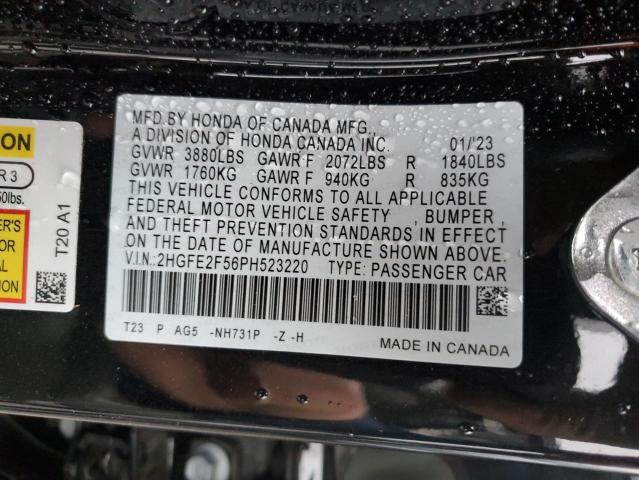 MFD.BY HONDA OF CANADA MFG.,
A DIVISION OF HONDA CANADA INC. 01/'23
GVWR 3880LBS GAWR F 2072LBS R 1840LBS
GVWR 1760KG GAWR F 940KG R 835KG
THIS VEHICLE CONFORMS TO ALL APPLICABLE
FEDERAL MOTOR VEHICLE SAFETY , BUMPER ,
AND THEFT PREVENTION STANDARDS IN EFFECT
ON THE DATE OF MANUFACTURE SHOWN ABOVE.
V.I.N.:2HGFE2F56PH523220 TYPE: PASSENGER CAR
T23 P AG5 -NH731P -Z -H
MADE IN CANADA
T20 A1
R 3
50lbs.